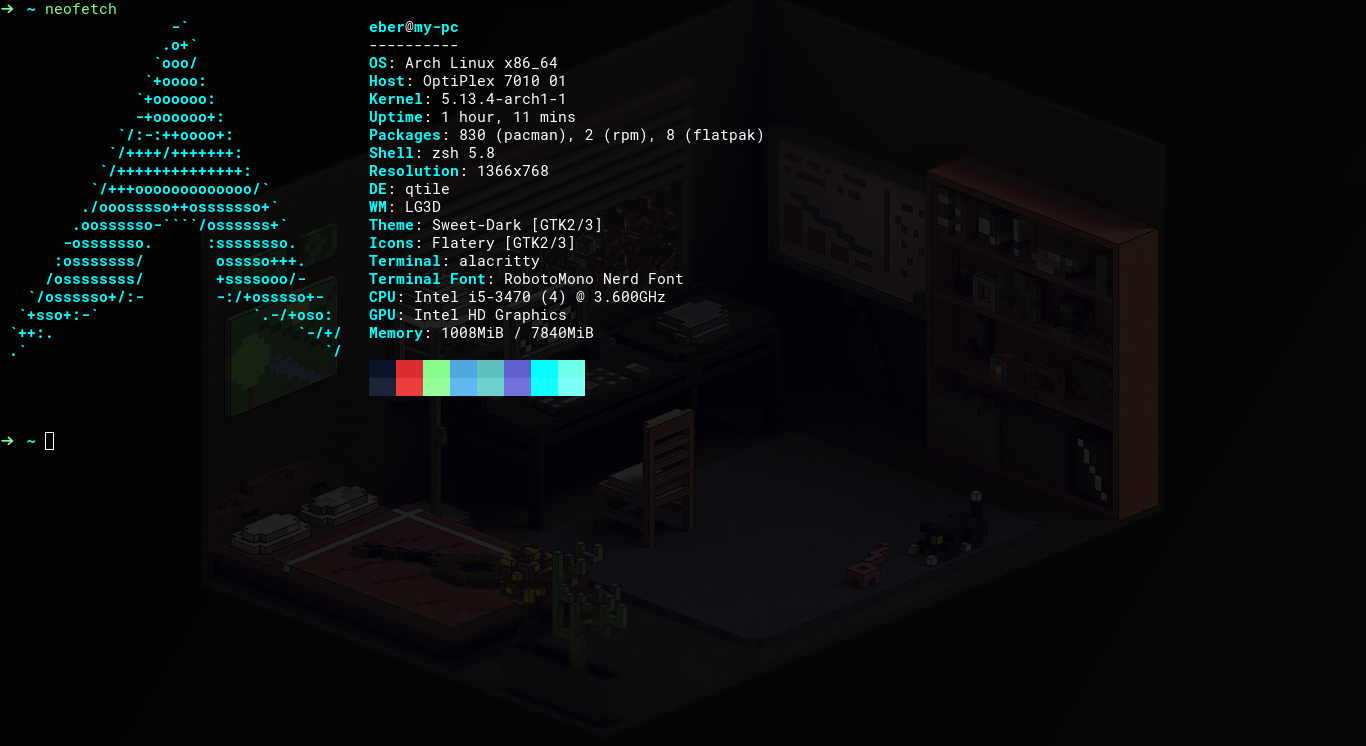 → ~ neofetch
-`
.o+`
`ooo/
`+oooo:
`+oooooo:
-+oooooo+:
`/:-:++oooo+:
`/++++/+++++++:
`/++++++++++++++:
`/+++ooooooooooooo/`
./ooosssso++osssssso+`
.oossssso-````/ossssss+`
-osssssso. :ssssssso.
:osssssss/ osssso+++.
/ossssssss/ +ssssooo/-
`/ossssso+/:- -:/+osssso+-
`+sso+:-` `.-/+oso:
`++:. `-/+/
.` `/
eber@my-pc
----------
OS: Arch Linux x86_64
Host: OptiPlex 7010 01
Kernel: 5.13.4-arch1-1
Uptime: 1 hour, 11 mins
Packages: 830 (pacman), 2 (rpm), 8 (flatpak)
Shell: zsh 5.8
Resolution: 1366x768
DE: qtile
WM: LG3D
Theme: Sweet-Dark [GTK2/3]
Icons: Flatery [GTK2/3]
Terminal: alacritty
Terminal Font: RobotoMono Nerd Font
CPU: Intel i5-3470 (4) @ 3.600GHz
GPU: Intel HD Graphics
Memory: 1008MiB / 7840MiB
→ ~